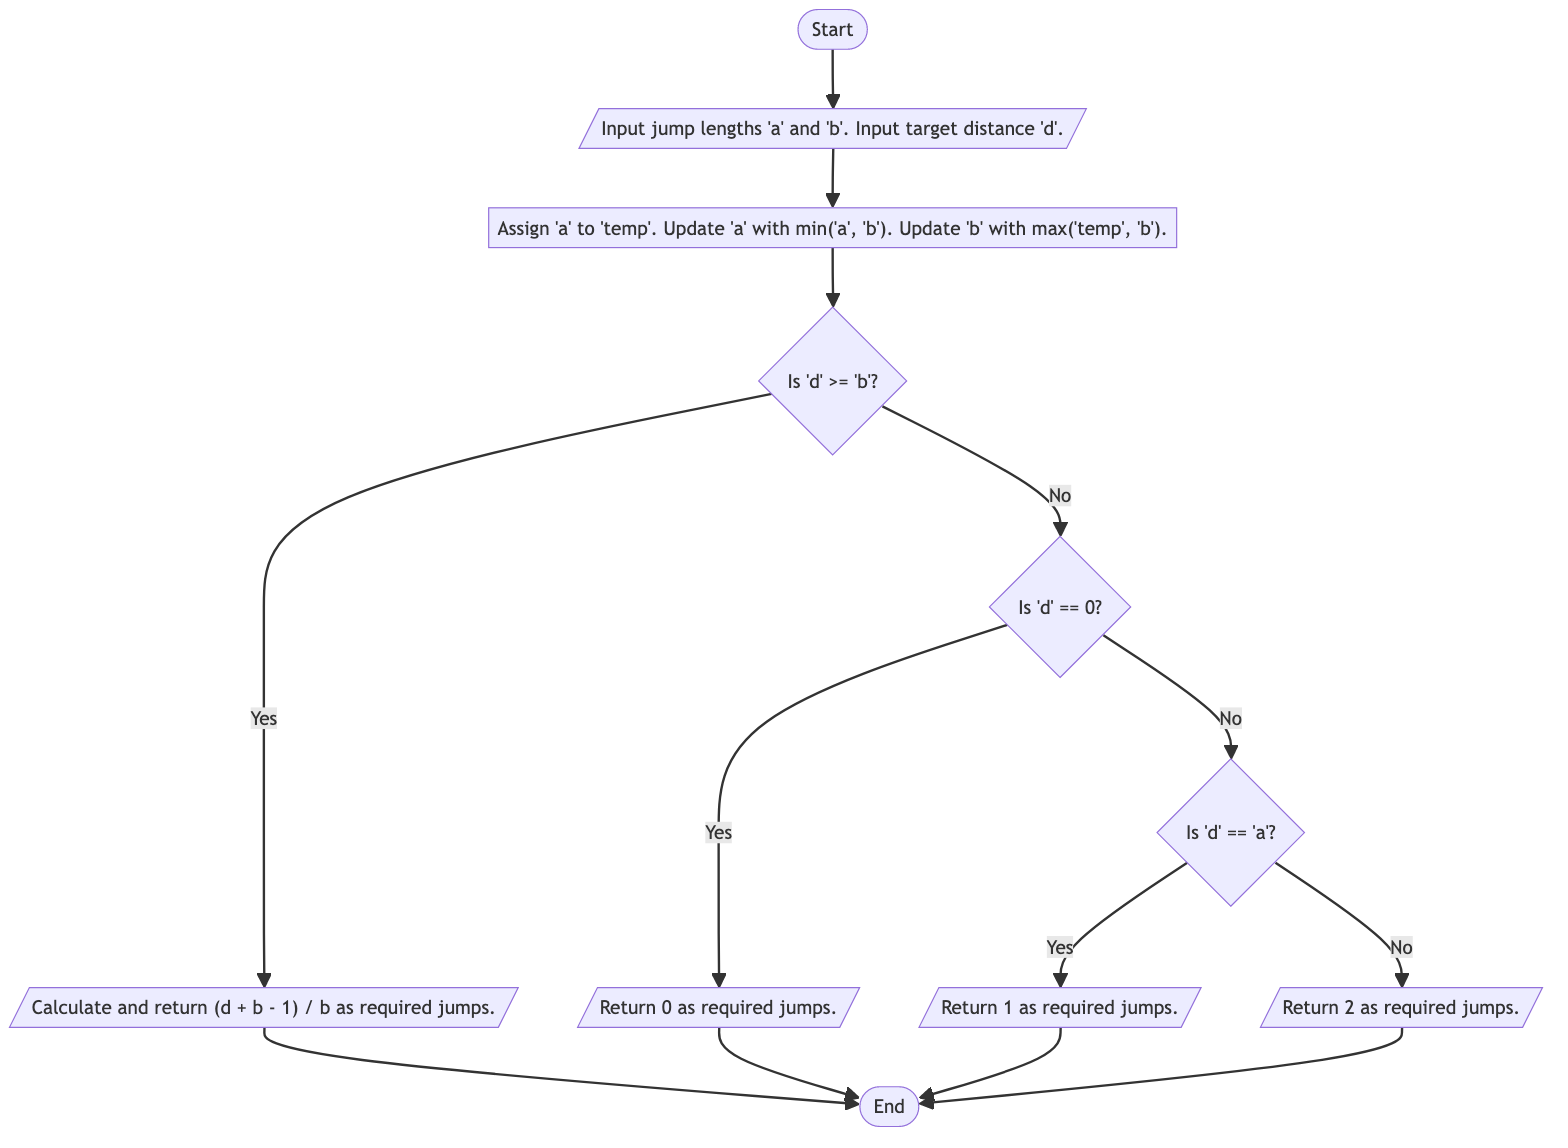 Start
Input jump lengths 'a' and 'b'. Input target distance 'd'.
Assign 'a' to 'temp'. Update 'a' with min('a', 'b'). Update 'b' with max('temp', 'b').
Is 'd' >= 'b'?
No
Is 'd' == 0?
Yes
No
Yes
Is 'd' == 'a'?
Yes
No
Calculate and return (d + b - 1) / b as required jumps.
Return 0 as required jumps.
Return 1 as required jumps.
Return 2 as required jumps.
End